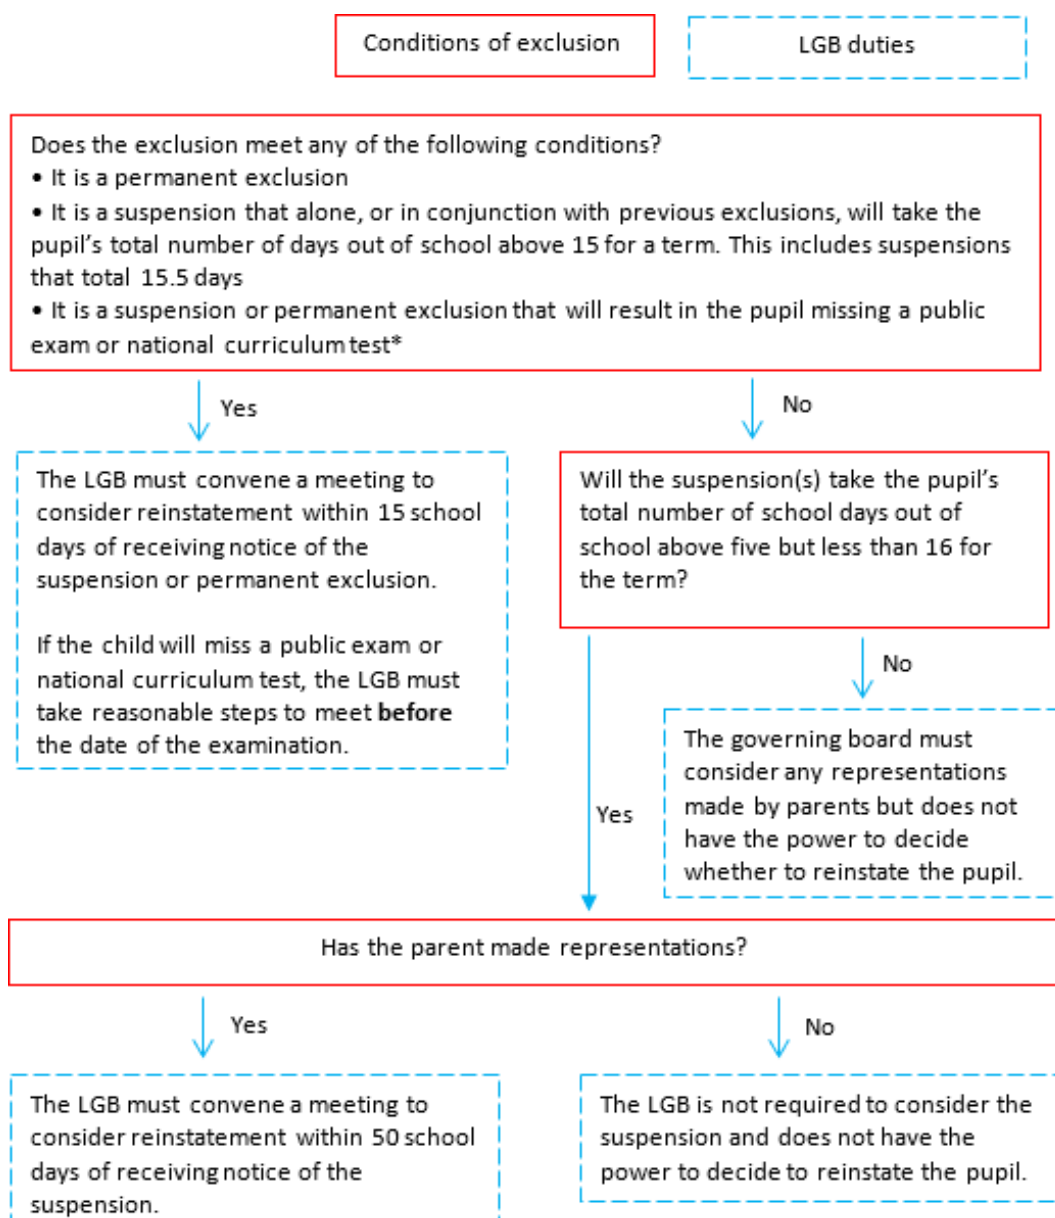 Conditions of exclusion
LGB duties
Does the exclusion meet any of the following conditions?
• It is a permanent exclusion
• It is a suspension that alone, or in conjunction with previous exclusions, will take the
pupil's total number of days out of school above 15 for a term. This includes suspensions
that total 15.5 days
• It is a suspension or permanent exclusion that will result in the pupil missing a public
exam or national curriculum test*
Yes
No
The LGB must convene a meeting to
consider reinstatement within 15 school
days of receiving notice of the
suspension or permanent exclusion.
If the child will miss a public exam or
national curriculum test, the LGB must
take reasonable steps to meet before
the date of the examination.
Will the suspension(s) take the pupil's
total number of school days out of
school above five but less than 16 for
the term?
No
The governing board must
consider any representations
made by parents but does not
have the power to decide
whether to reinstate the pupil.
Yes
Has the parent made representations?
Yes
No
The LGB must convene a meeting to
consider reinstatement within 50 school
days of receiving notice of the
suspension.
The LGB is not required to consider the
suspension and does not have the
power to decide to reinstate the pupil.